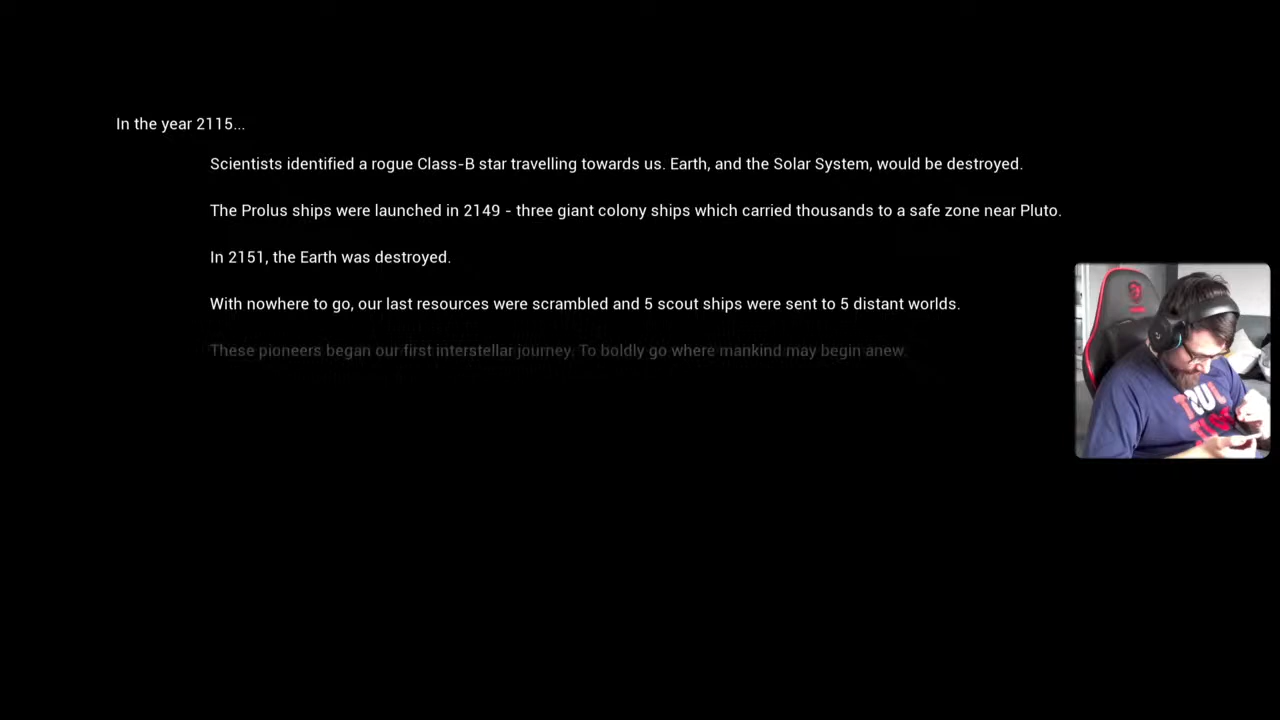 In the year 2115...
Scientists identified a rogue Class-B star travelling towards us. Earth, and the Solar System, would be destroyed.
The Prolus ships were launched in 2149 - three giant colony ships which carried thousands to a safe zone near Pluto.
In 2151, the Earth was destroyed.
With nowhere to go, our last resources were scrambled and 5 scout ships were sent to 5 distant worlds.
These pioneers began our first interstellar journey. To boldly go where mankind may begin anew.